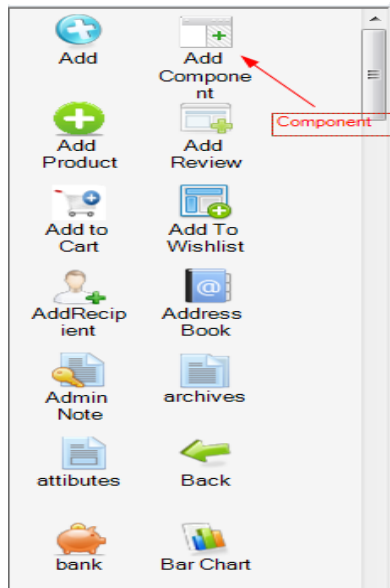 Add
Add
Compone
nt
Component
Add
Product
Add
Review
Add to
Cart
Add To
Wishlist
AddRecip
ient
Address
Book
Admin
Note
archives
attibutes
Back
bank
Bar Chart